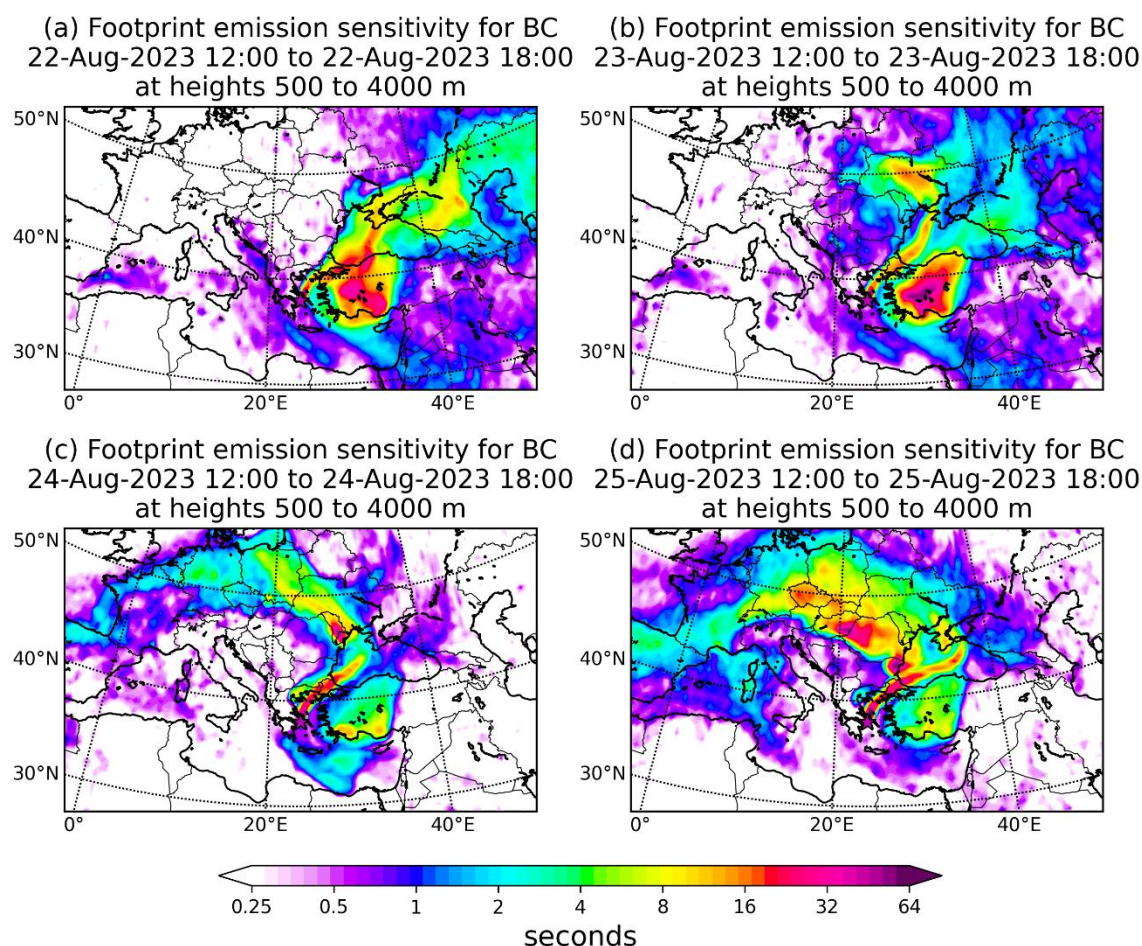 (a) Footprint emission sensitivity for BC
22-Aug-2023 12:00 to 22-Aug-2023 18:00
at heights 500 to 4000 m
50°N
40°N
30°N
0°
20°E
40°E
(b) Footprint emission sensitivity for BC
23-Aug-2023 12:00 to 23-Aug-2023 18:00
at heights 500 to 4000 m
50°N
40°N
30°N
0°
20°E
40°E
(c) Footprint emission sensitivity for BC
24-Aug-2023 12:00 to 24-Aug-2023 18:00
at heights 500 to 4000 m
50°N
40°N
30°N
0°
20°E
40°E
(d) Footprint emission sensitivity for BC
25-Aug-2023 12:00 to 25-Aug-2023 18:00
at heights 500 to 4000 m
50°N
40°N
30°N
0°
20°E
40°E
0.25 0.5 1 2 4 8 16 32 64
seconds